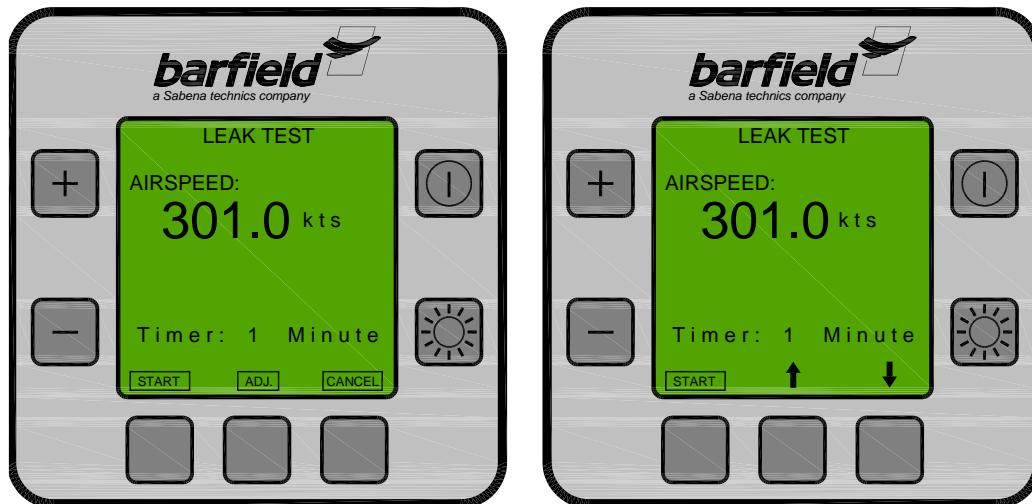 barfield
a Sabena technics company
LEAK TEST
+
AIRSPEED:
301.0 kts
−
Timer: 1 Minute
START ADJ. CANCEL
barfield
a Sabena technics company
LEAK TEST
+
AIRSPEED:
301.0 kts
−
Timer: 1 Minute
START ↑ ↓